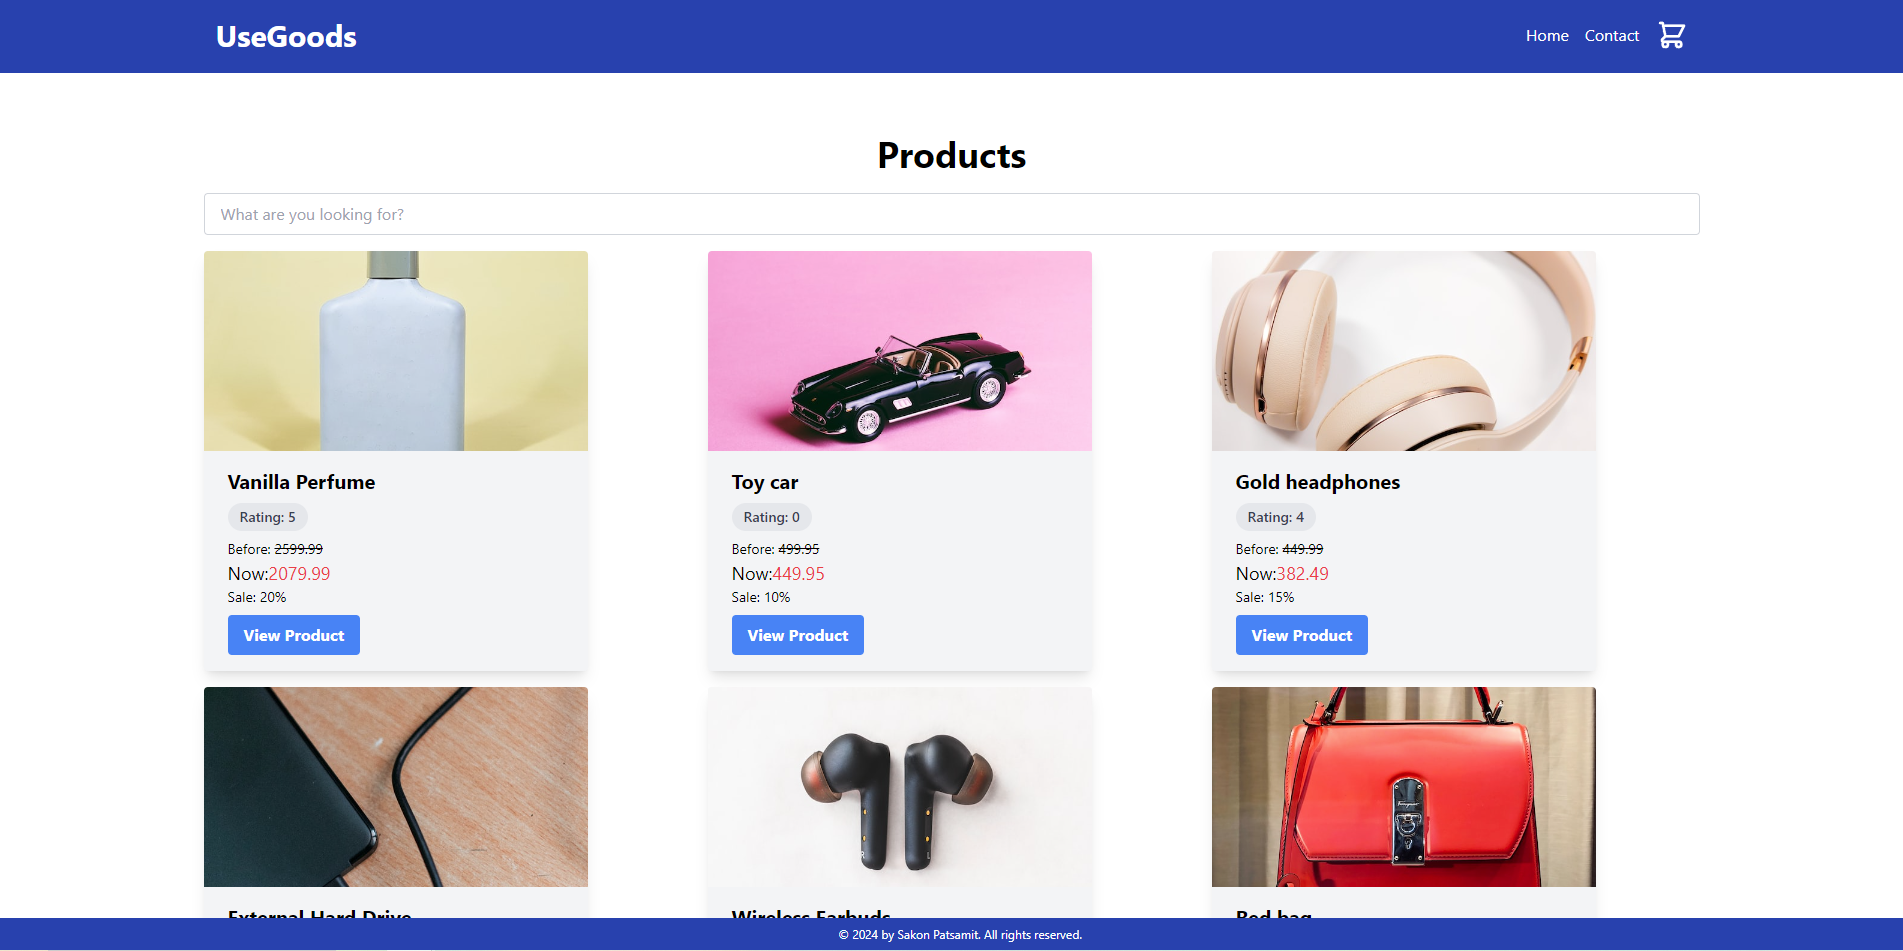 UseGoods
Home Contact
Products
What are you looking for?
Vanilla Perfume
Rating: 5
Before: 2599.99
Now:2079.99
Sale: 20%
View Product
Toy car
Rating: 0
Before: 499.95
Now:449.95
Sale: 10%
View Product
Gold headphones
Rating: 4
Before: 449.99
Now:382.49
Sale: 15%
View Product
External Hard Drive
Wireless Earbuds
Red bag
© 2024 by Sakon Patsamit. All rights reserved.